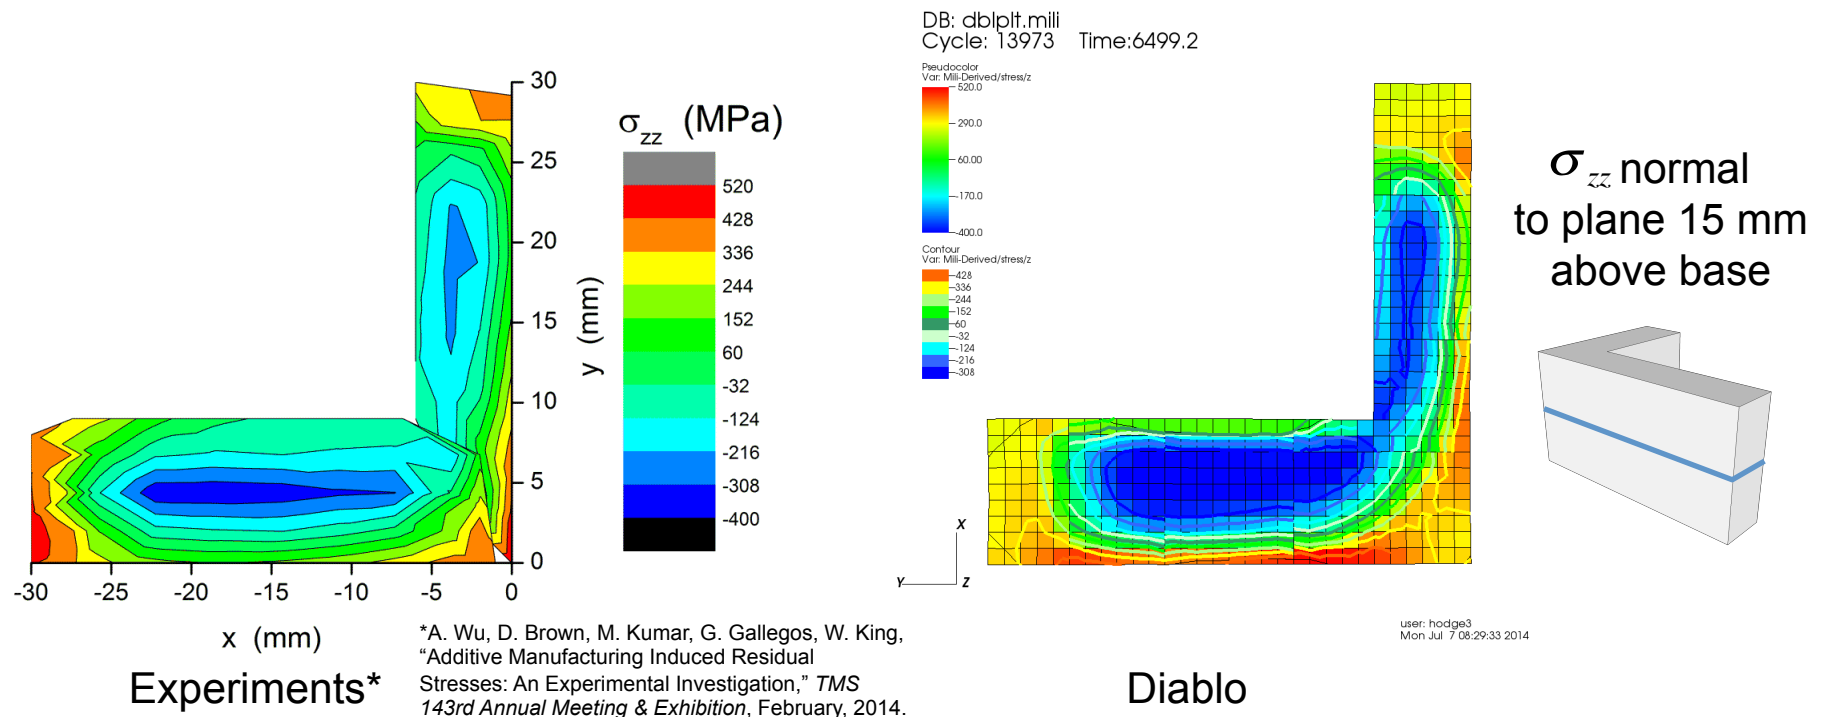 DB: dblplt.mili
Cycle: 13973 Time:6499.2
Pseudocolor
Var: Mili-Derived/stress/z
520.0
290.0
60.00
-170.0
-400.0
Contour
Var: Mili-Derived/stress/z
428
336
244
152
60
-32
-124
-216
-308
30
25
20
15
10
5
0
y (mm)
-30 -25 -20 -15 -10 -5 0
x (mm)
σzz (MPa)
520
428
336
244
152
60
-32
-124
-216
-308
-400
X
Y
Z
σzz normal
to plane 15 mm
above base
user: hodge3
Mon Jul 7 08:29:33 2014
*A. Wu, D. Brown, M. Kumar, G. Gallegos, W. King,
“Additive Manufacturing Induced Residual
Stresses: An Experimental Investigation,” TMS
143rd Annual Meeting & Exhibition, February, 2014.
Experiments*
Diablo